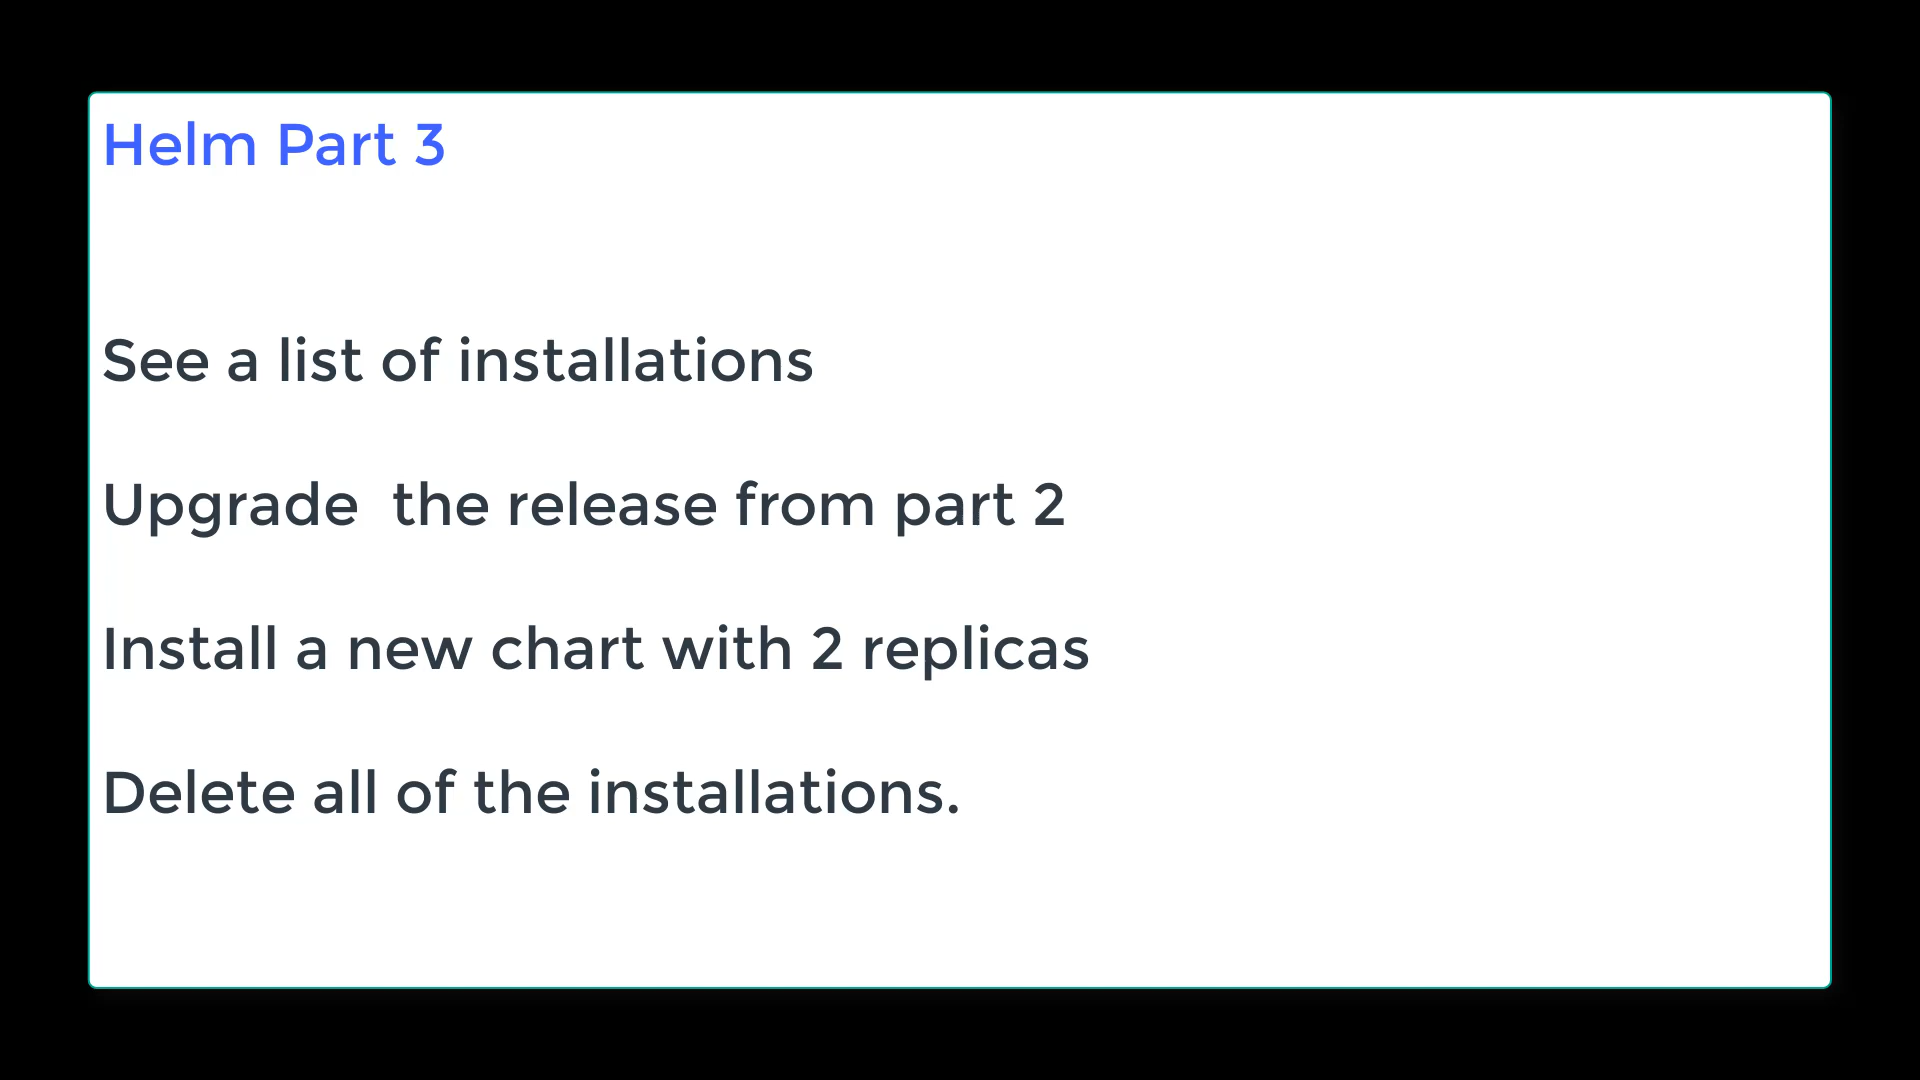 Helm Part 3
See a list of installations
Upgrade  the release from part 2
Install a new chart with 2 replicas
Delete all of the installations.